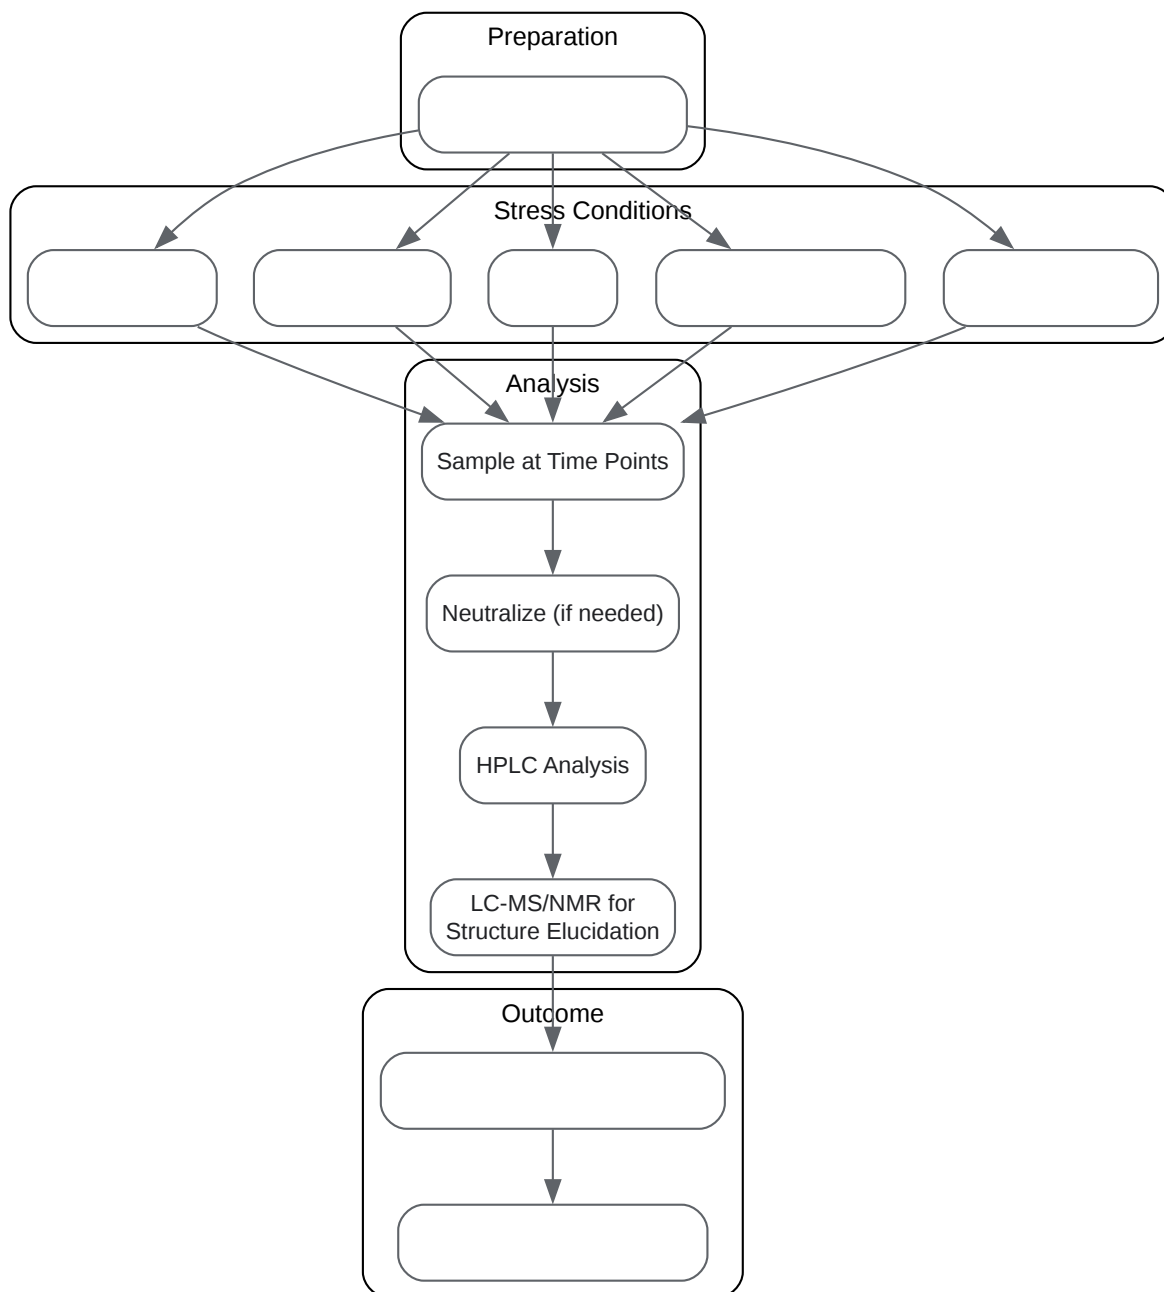 Preparation
Stress Conditions
Analysis
Sample at Time Points
Neutralize (if needed)
HPLC Analysis
LC-MS/NMR for
Structure Elucidation
Outcome